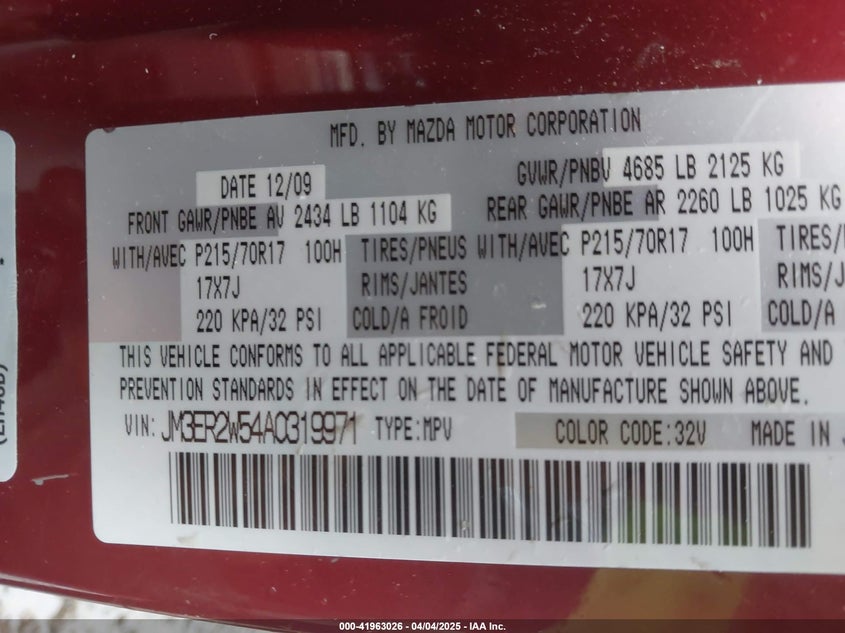 MFD. BY MAZDA MOTOR CORPORATION
DATE 12/09 GVWR/PNBV 4685 LB 2125 KG
FRONT GAWR/PNBE AV 2434 LB 1104 KG REAR GAWR/PNBE AR 2260 LB 1025 KG
WITH/AVEC P215/70R17 100H TIRES/PNEUS WITH/AVEC P215/70R17 100H TIRES/
17X7J RIMS/JANTES 17X7J RIMS/J
220 KPA/32 PSI COLD/A FROID 220 KPA/32 PSI COLD/A
THIS VEHICLE CONFORMS TO ALL APPLICABLE FEDERAL MOTOR VEHICLE SAFETY AND
PREVENTION STANDARDS IN EFFECT ON THE DATE OF MANUFACTURE SHOWN ABOVE.
VIN: JM3ER2W54A0319971 TYPE:MPV COLOR CODE:32V MADE IN
000-41963026 - 04/04/2025 - IAA Inc.